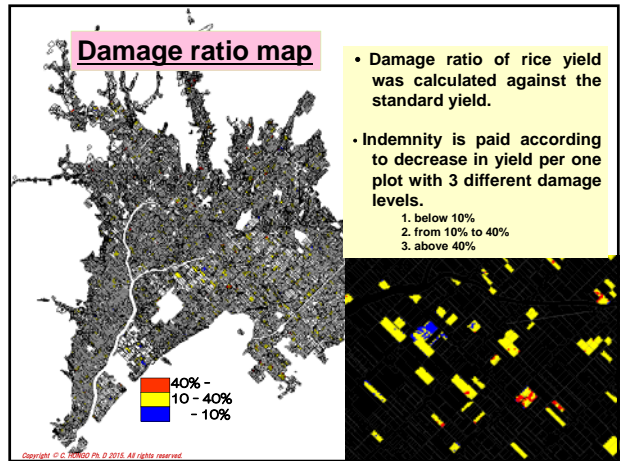 Damage ratio map
• Damage ratio of rice yield
was calculated against the
standard yield.
• Indemnity is paid according
to decrease in yield per one
plot with 3 different damage
levels.
1. below 10%
2. from 10% to 40%
3. above 40%
40% -
10 - 40%
- 10%
Copyright © C. HONGO Ph. D 2015. All rights reserved.